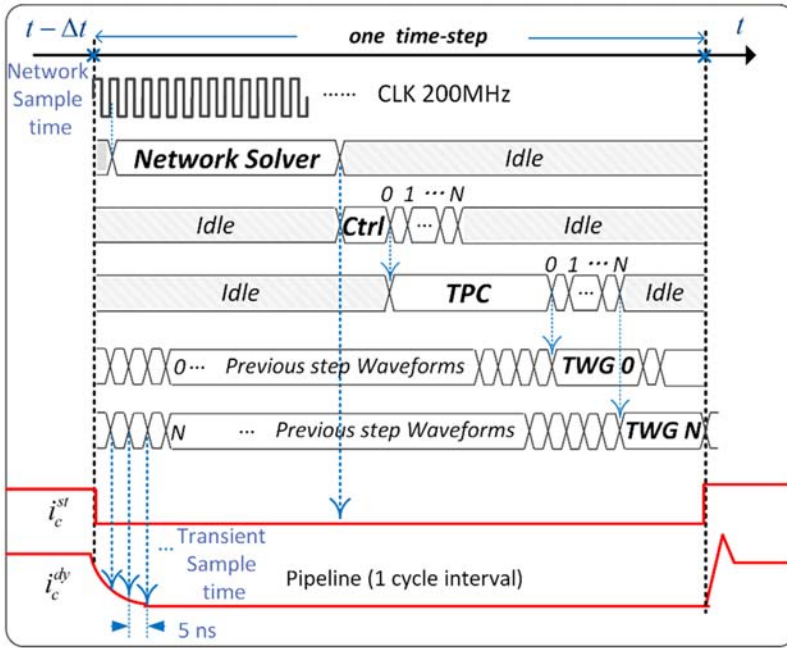 t − Δt
one time-step
t
Network
Sample
time
...... CLK 200MHz
Network Solver
Idle
0 1 ··· N
Idle
Ctrl
...
Idle
0 1 ··· N
Idle
TPC
...
Idle
0 ··· Previous step Waveforms
TWG 0
N ··· Previous step Waveforms
TWG N
i_c^{st}
... Transient
Sample
time
i_c^{dy}
Pipeline (1 cycle interval)
5 ns